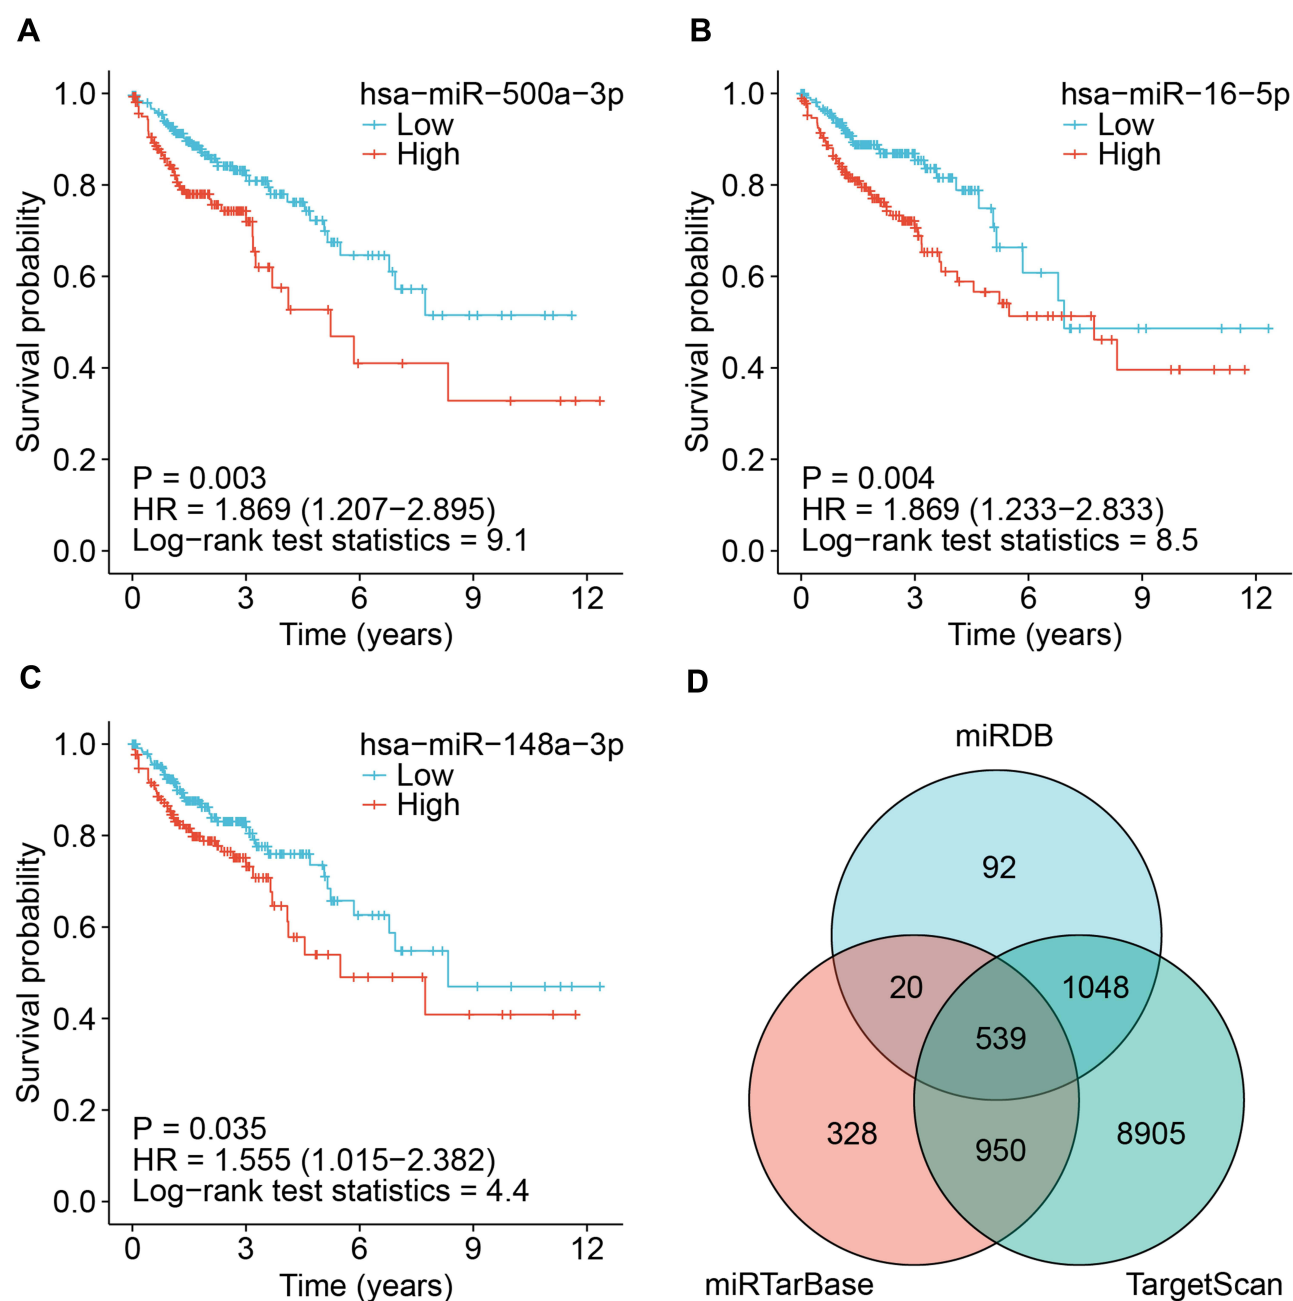 A
hsa−miR−500a−3p
Low
High
1.0
0.8
0.6
0.4
0.2
0.0
Survival probability
P = 0.003
HR = 1.869 (1.207−2.895)
Log−rank test statistics = 9.1
0 3 6 9 12
Time (years)
B
hsa−miR−16−5p
Low
High
1.0
0.8
0.6
0.4
0.2
0.0
Survival probability
P = 0.004
HR = 1.869 (1.233−2.833)
Log−rank test statistics = 8.5
0 3 6 9 12
Time (years)
C
hsa−miR−148a−3p
Low
High
1.0
0.8
0.6
0.4
0.2
0.0
Survival probability
P = 0.035
HR = 1.555 (1.015−2.382)
Log−rank test statistics = 4.4
0 3 6 9 12
Time (years)
D
miRDB
92
20
1048
539
328
950
8905
miRTarBase
TargetScan